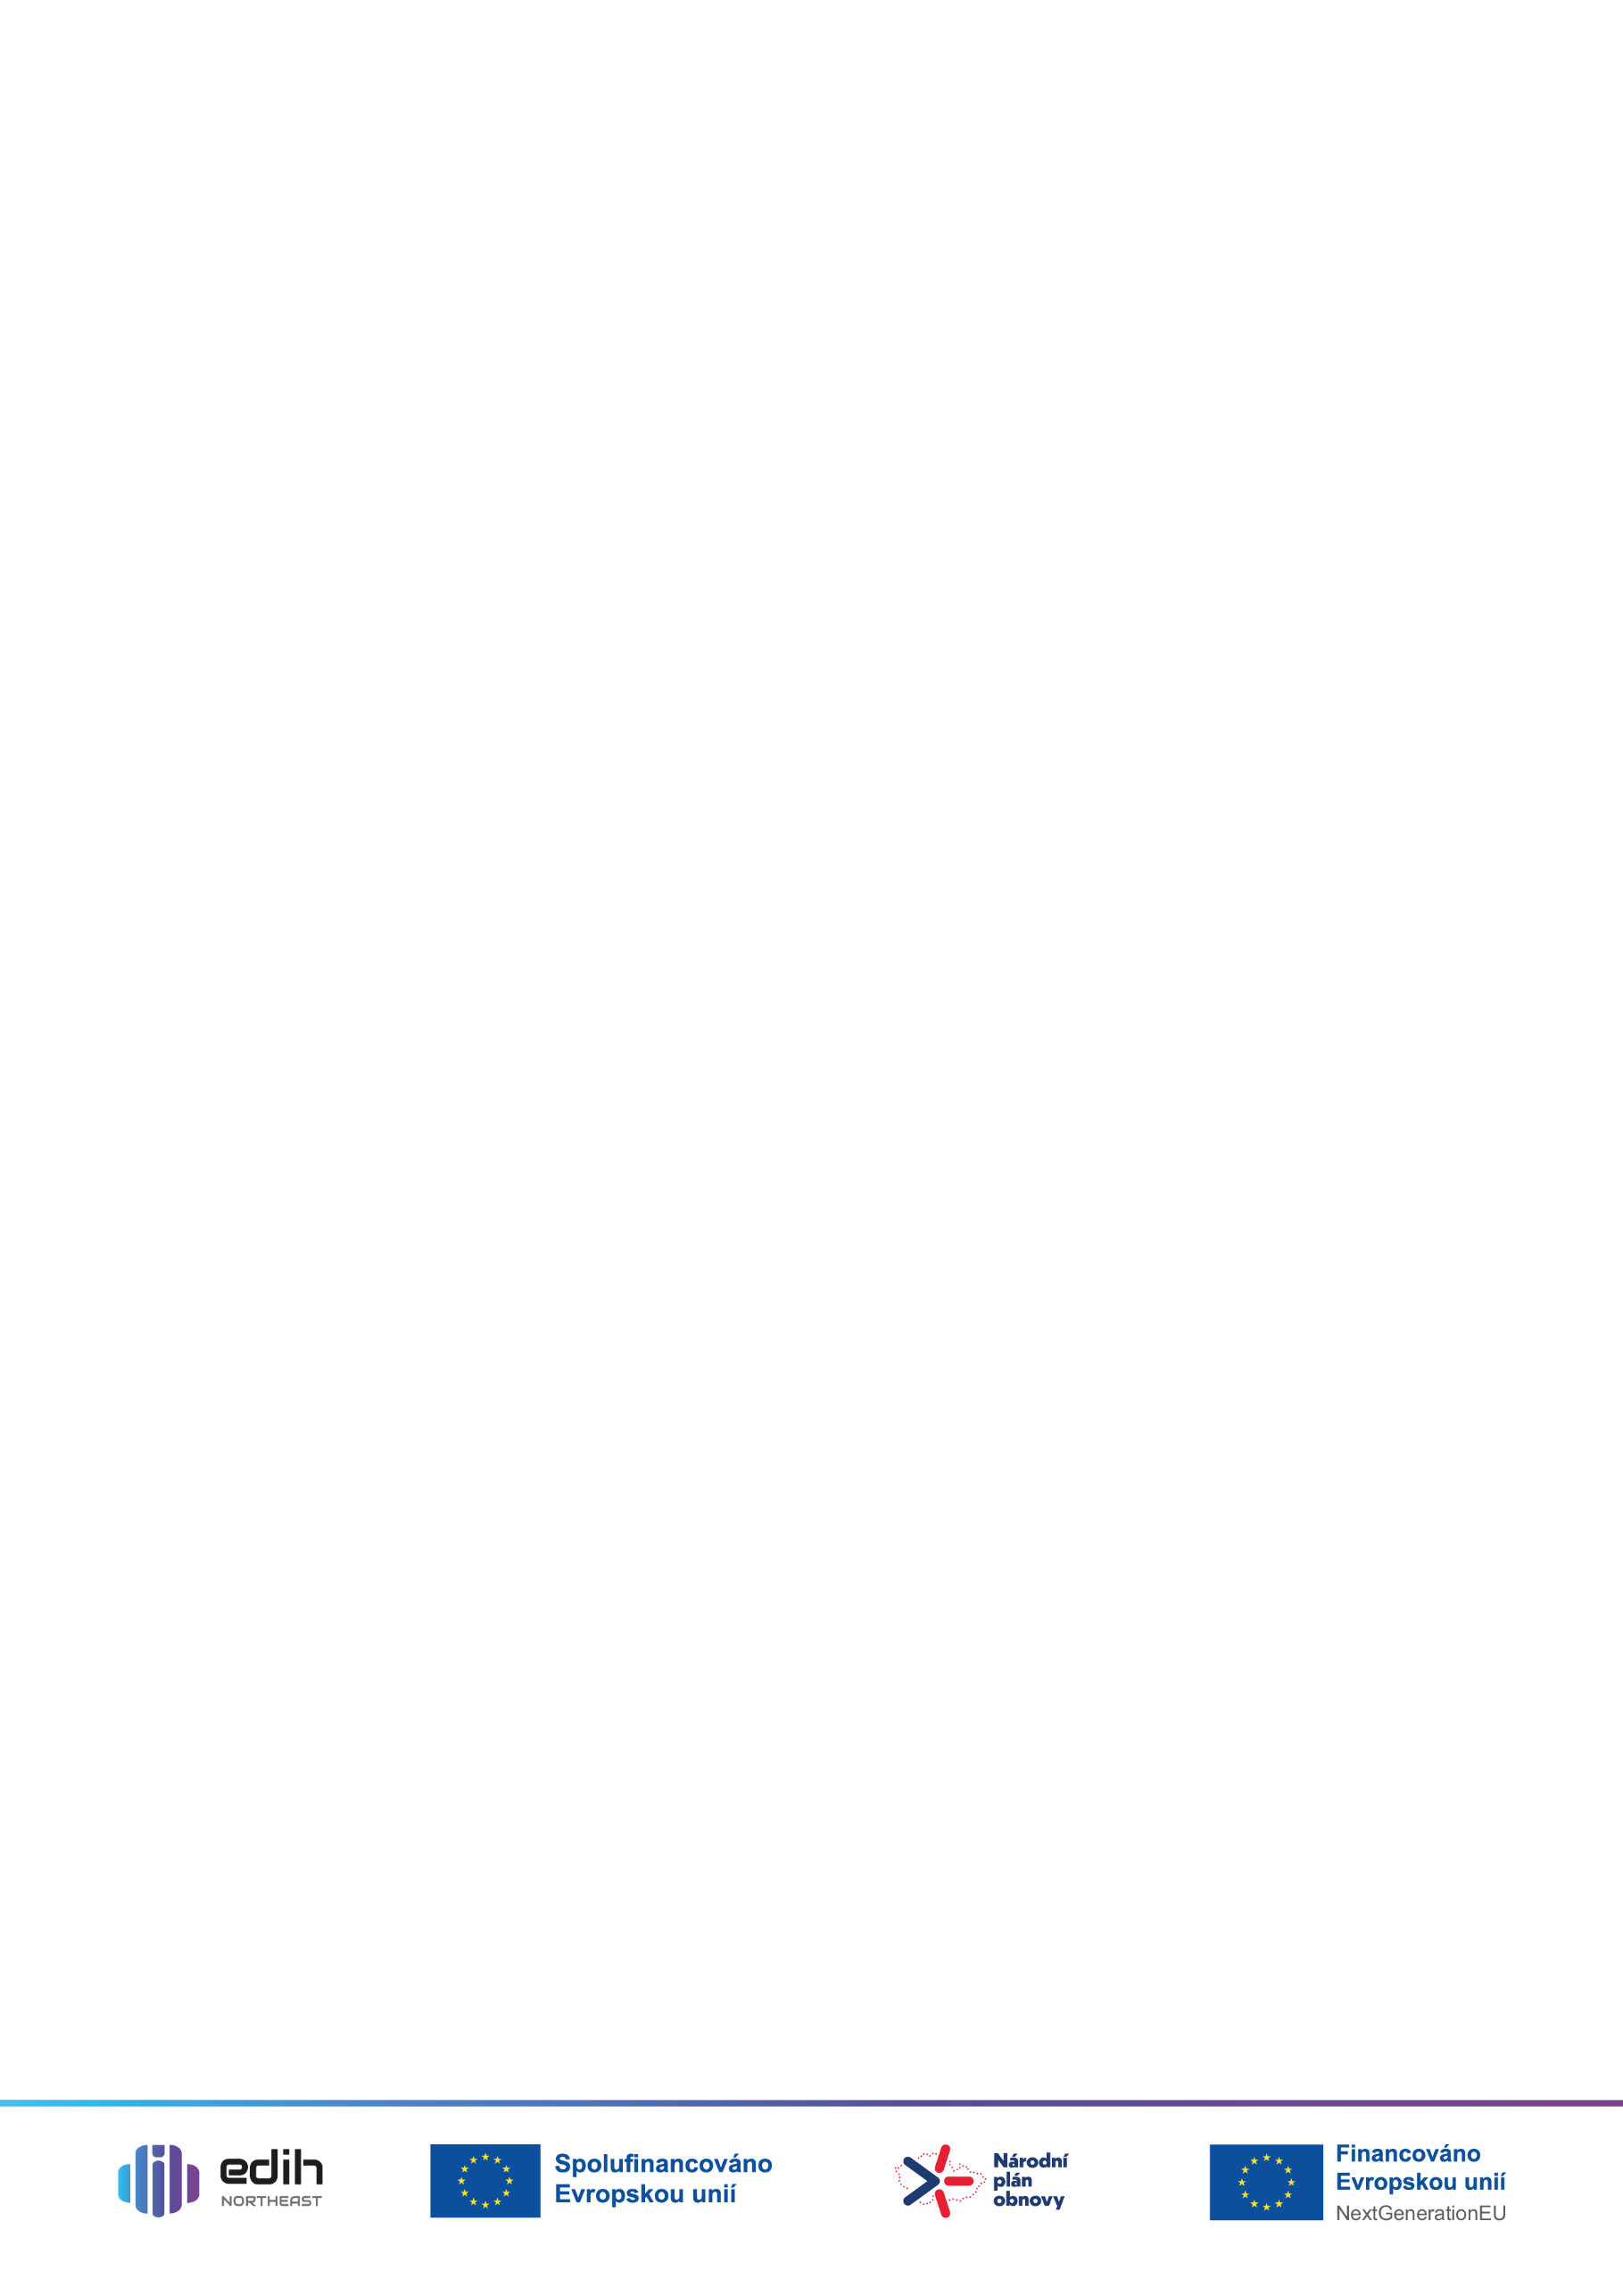 edih
NORTHEAST
Spolufinancováno
Evropskou unií
Národní
plán
obnovy
Financováno
Evropskou unií
NextGenerationEU